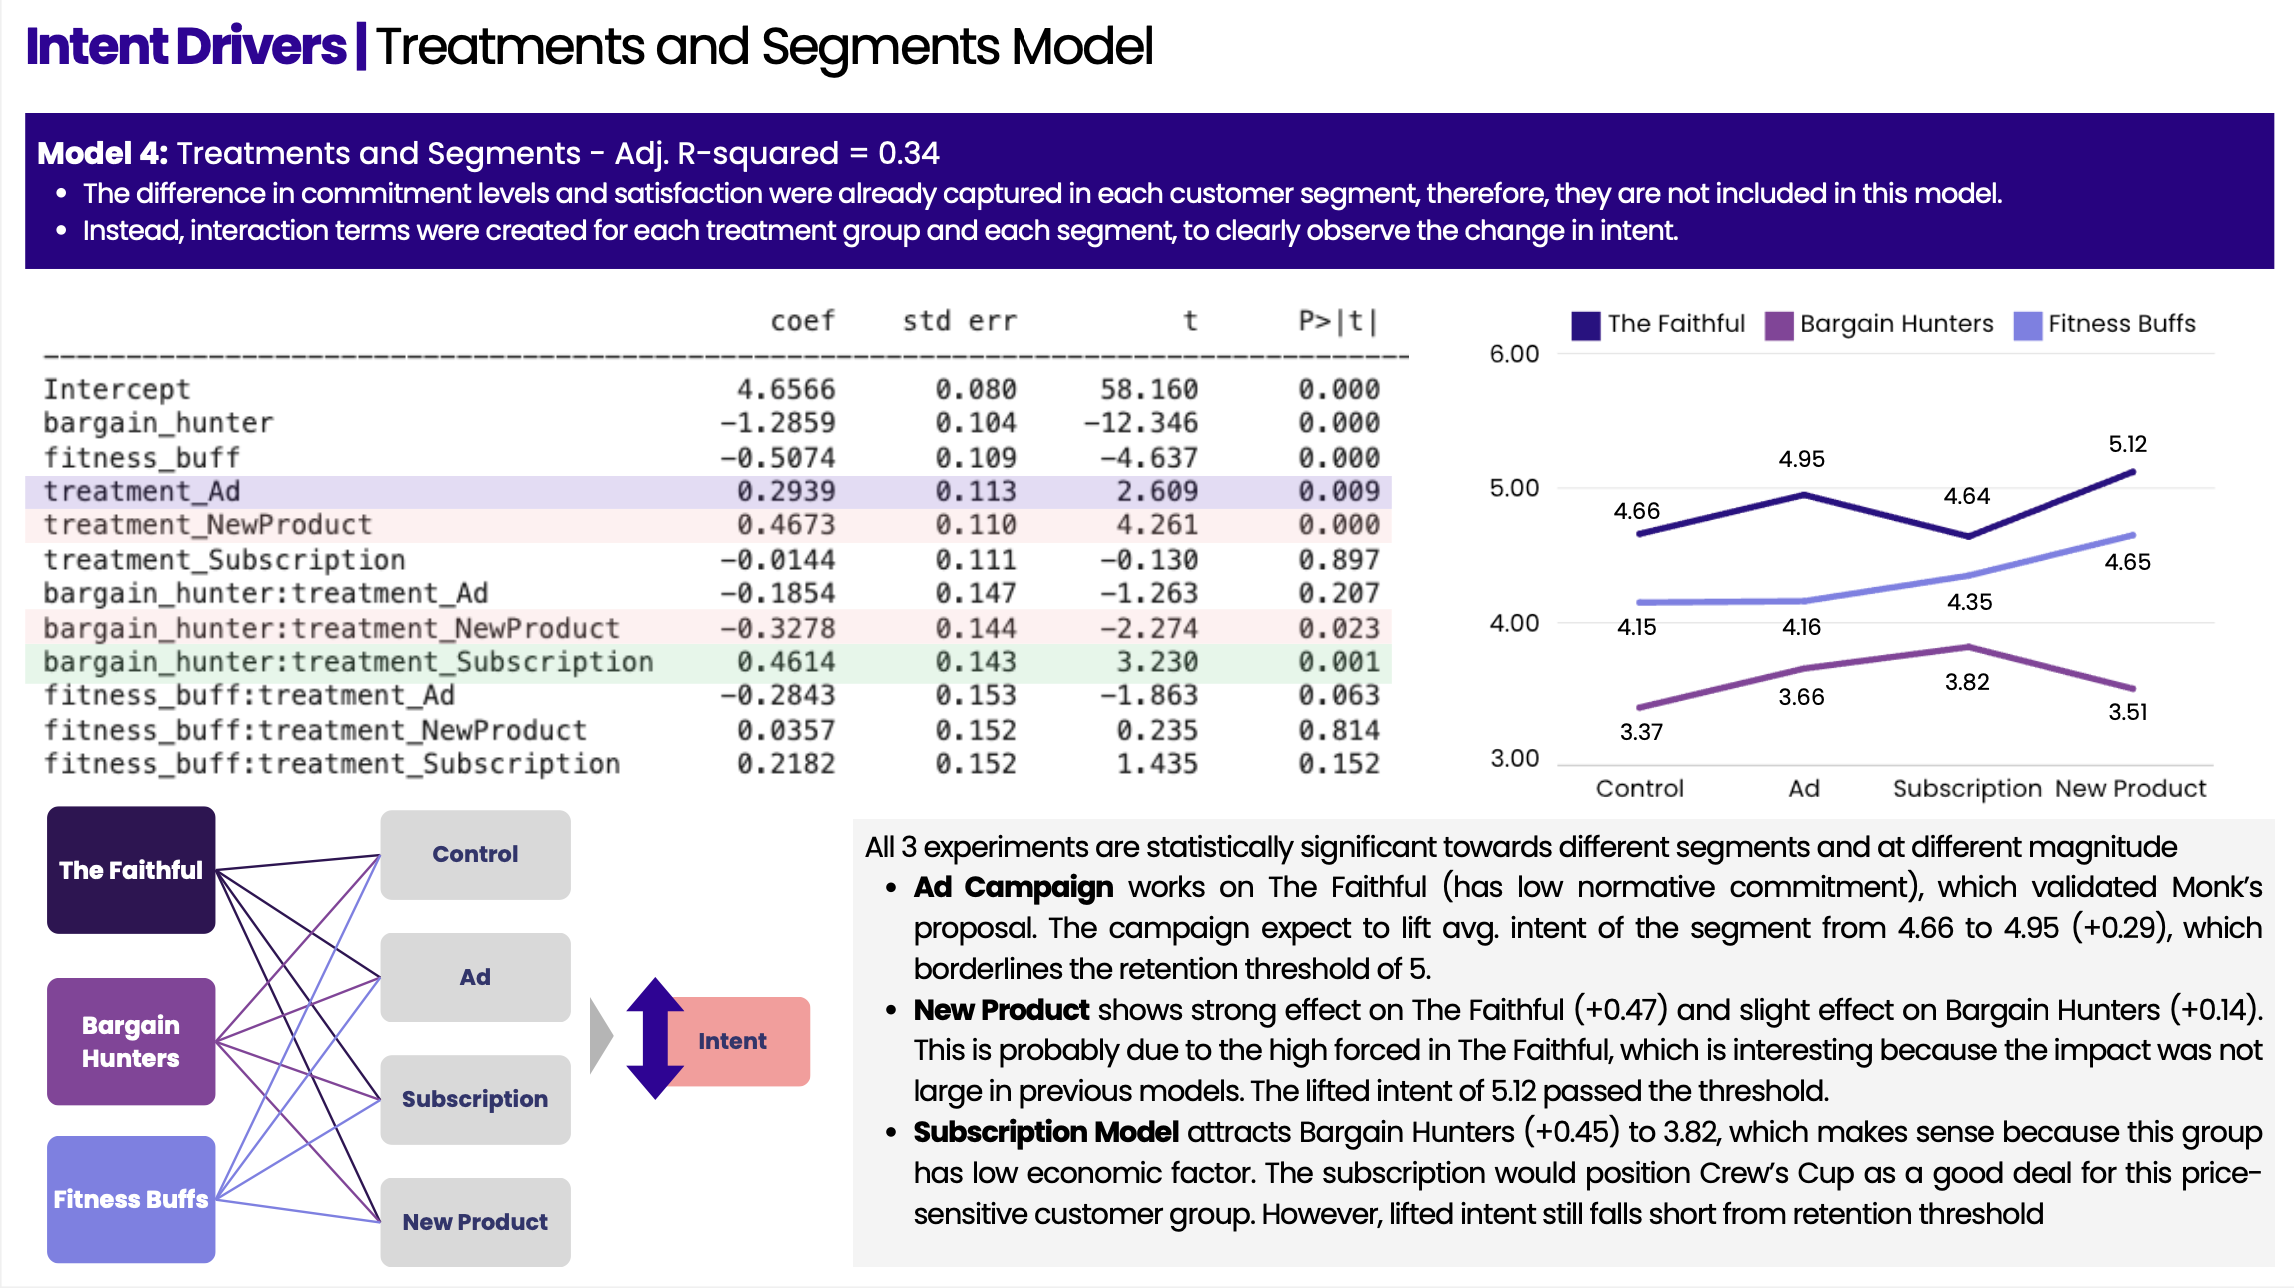 Intent Drivers | Treatments and Segments Model
Model 4: Treatments and Segments - Adj. R-squared = 0.34
• The difference in commitment levels and satisfaction were already captured in each customer segment, therefore, they are not included in this model.
• Instead, interaction terms were created for each treatment group and each segment, to clearly observe the change in intent.
coef std err t P>|t|
Intercept 4.6566 0.080 58.160 0.000
bargain_hunter -1.2859 0.104 -12.346 0.000
fitness_buff -0.5074 0.109 -4.637 0.000
treatment_Ad 0.2939 0.113 2.609 0.009
treatment_NewProduct 0.4673 0.110 4.261 0.000
treatment_Subscription -0.0144 0.111 -0.130 0.897
bargain_hunter:treatment_Ad -0.1854 0.147 -1.263 0.207
bargain_hunter:treatment_NewProduct -0.3278 0.144 -2.274 0.023
bargain_hunter:treatment_Subscription 0.4614 0.143 3.230 0.001
fitness_buff:treatment_Ad -0.2843 0.153 -1.863 0.063
fitness_buff:treatment_NewProduct 0.0357 0.152 0.235 0.814
fitness_buff:treatment_Subscription 0.2182 0.152 1.435 0.152
The Faithful Bargain Hunters Fitness Buffs
6.00
5.00
4.00
3.00
4.66 4.95 4.64 5.12
4.15 4.16 4.35 4.65
3.37 3.66 3.82 3.51
Control Ad Subscription New Product
The Faithful
Bargain
Hunters
Fitness Buffs
Control
Ad
Subscription
New Product
Intent
All 3 experiments are statistically significant towards different segments and at different magnitude
• Ad Campaign works on The Faithful (has low normative commitment), which validated Monk's
proposal. The campaign expect to lift avg. intent of the segment from 4.66 to 4.95 (+0.29), which
borderlines the retention threshold of 5.
• New Product shows strong effect on The Faithful (+0.47) and slight effect on Bargain Hunters (+0.14).
This is probably due to the high forced in The Faithful, which is interesting because the impact was not
large in previous models. The lifted intent of 5.12 passed the threshold.
• Subscription Model attracts Bargain Hunters (+0.45) to 3.82, which makes sense because this group
has low economic factor. The subscription would position Crew's Cup as a good deal for this price-
sensitive customer group. However, lifted intent still falls short from retention threshold